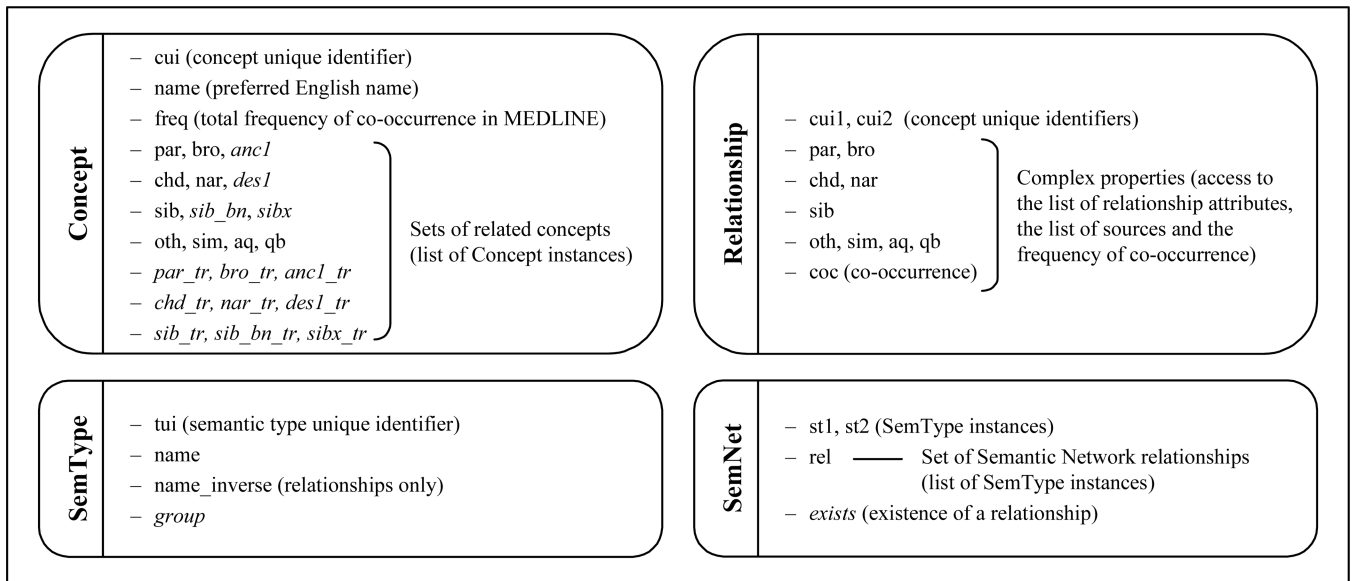 Concept
– cui (concept unique identifier)
– name (preferred English name)
– freq (total frequency of co-occurrence in MEDLINE)
– par, bro, anc1
– chd, nar, des1
– sib, sib_bn, sibx
– oth, sim, aq, qb
– par_tr, bro_tr, anc1_tr
– chd_tr, nar_tr, des1_tr
– sib_tr, sib_bn_tr, sibx_tr
Sets of related concepts
(list of Concept instances)
Relationship
– cui1, cui2 (concept unique identifiers)
– par, bro
– chd, nar
– sib
– oth, sim, aq, qb
– coc (co-occurrence)
Complex properties (access to
the list of relationship attributes,
the list of sources and the
frequency of co-occurrence)
SemType
– tui (semantic type unique identifier)
– name
– name_inverse (relationships only)
– group
SemNet
– st1, st2 (SemType instances)
– rel —— Set of Semantic Network relationships
(list of SemType instances)
– exists (existence of a relationship)